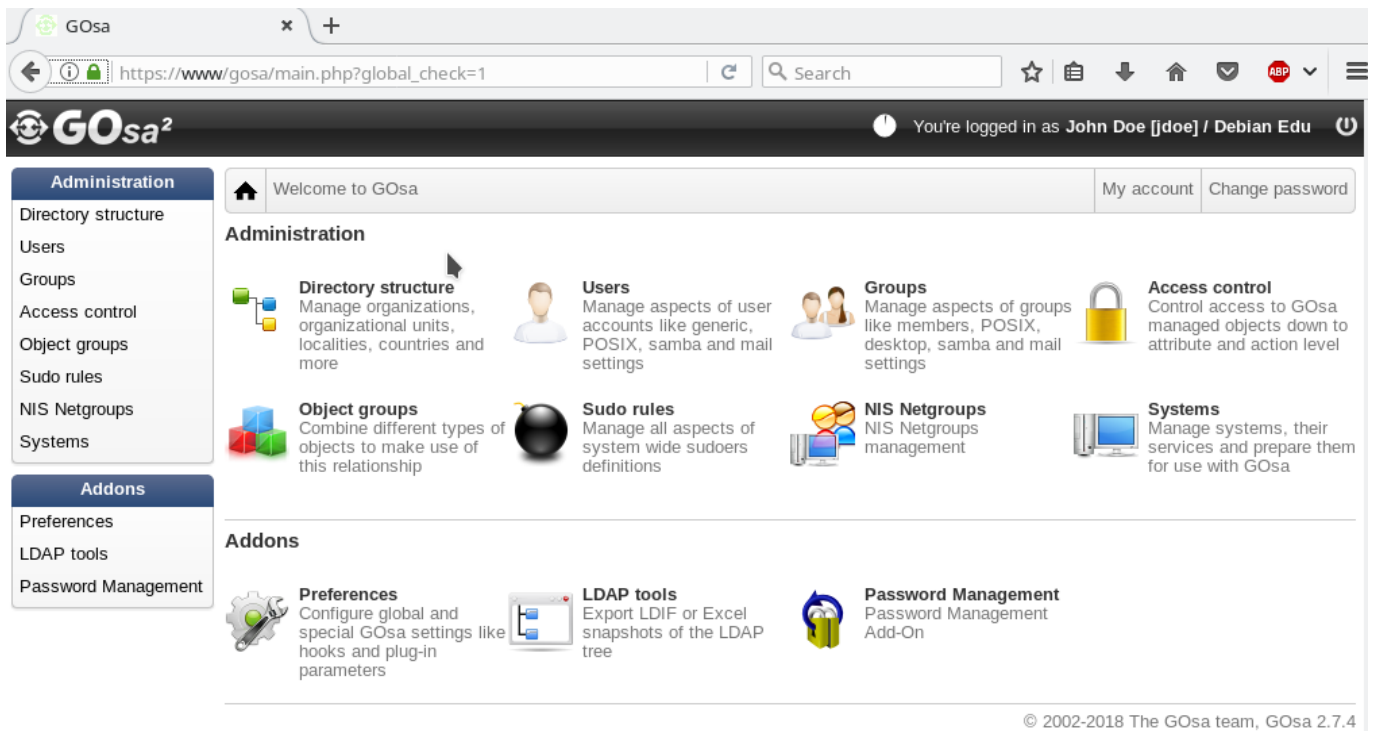 GOsa
https://www/gosa/main.php?global_check=1
Search
ABP
GOsa²
You're logged in as John Doe [jdoe] / Debian Edu
Administration
Directory structure
Users
Groups
Access control
Object groups
Sudo rules
NIS Netgroups
Systems
Addons
Preferences
LDAP tools
Password Management
Welcome to GOsa
My account
Change password
Administration
Directory structure
Manage organizations,
organizational units,
localities, countries and
more
Users
Manage aspects of user
accounts like generic,
POSIX, samba and mail
settings
Groups
Manage aspects of groups
like members, POSIX,
desktop, samba and mail
settings
Access control
Control access to GOsa
managed objects down to
attribute and action level
Object groups
Combine different types of
objects to make use of
this relationship
Sudo rules
Manage all aspects of
system wide sudoers
definitions
NIS Netgroups
NIS Netgroups
management
Systems
Manage systems, their
services and prepare them
for use with GOsa
Addons
Preferences
Configure global and
special GOsa settings like
hooks and plug-in
parameters
LDAP tools
Export LDIF or Excel
snapshots of the LDAP
tree
Password Management
Password Management
Add-On
© 2002-2018 The GOsa team, GOsa 2.7.4